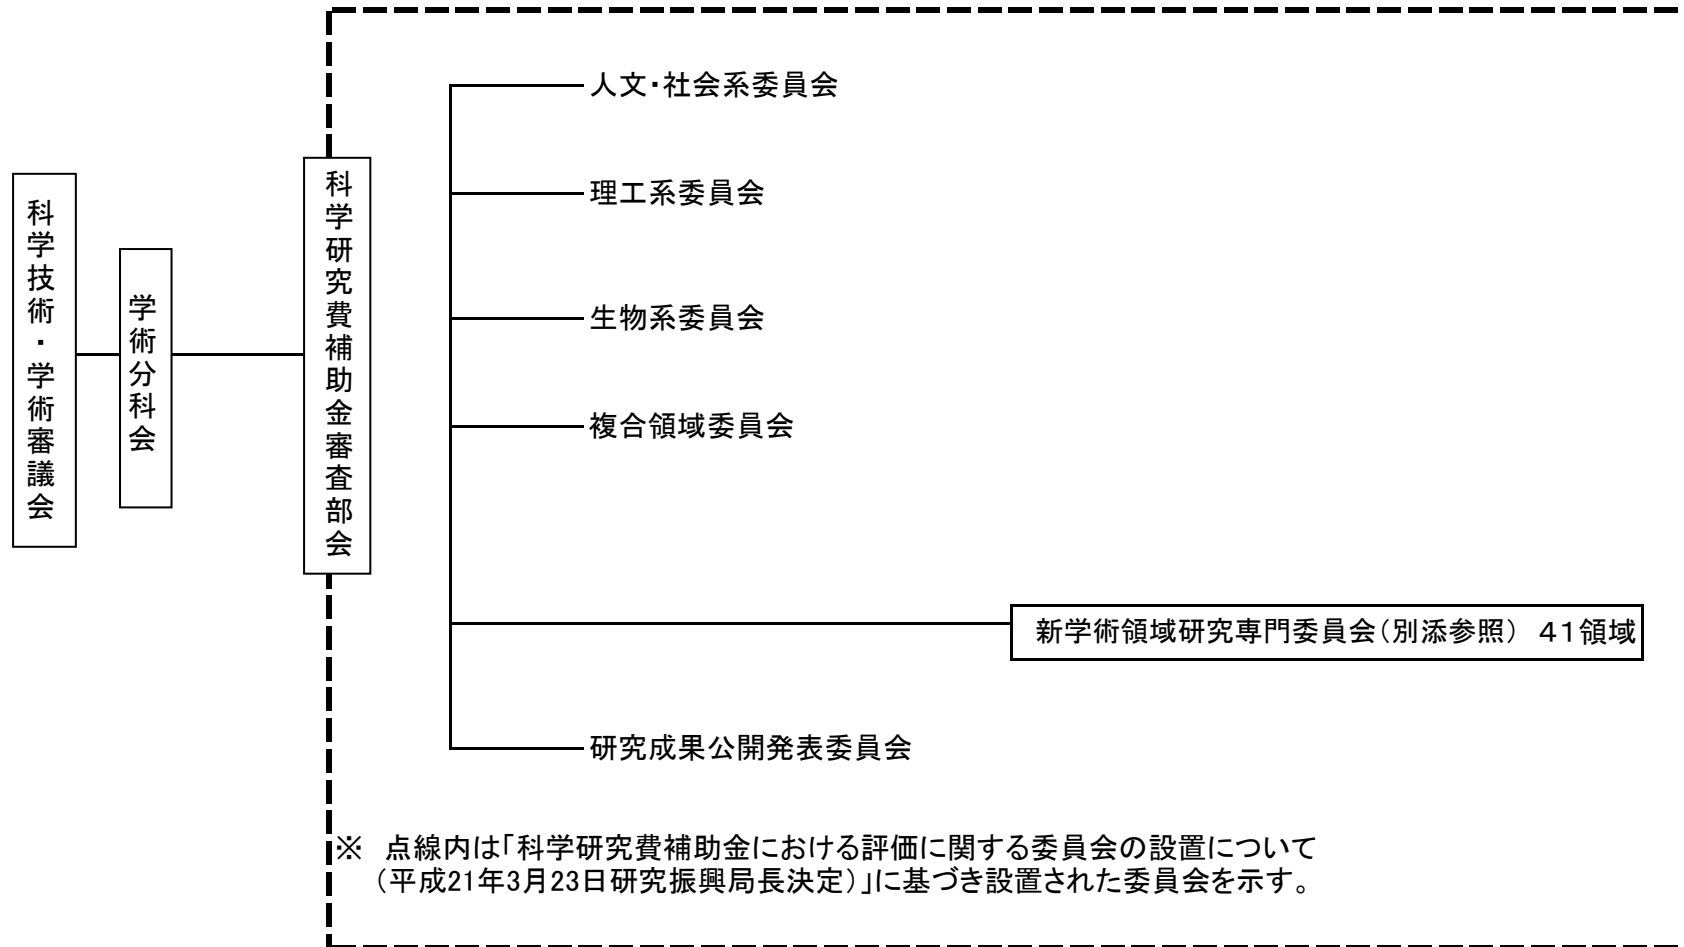 科学技術・学術審議会
学術分科会
科学研究費補助金審査部会
人文・社会系委員会
理工系委員会
生物系委員会
複合領域委員会
新学術領域研究専門委員会（別添参照）　４１領域
研究成果公開発表委員会
※　点線内は「科学研究費補助金における評価に関する委員会の設置について
（平成21年3月23日研究振興局長決定）」に基づき設置された委員会を示す。